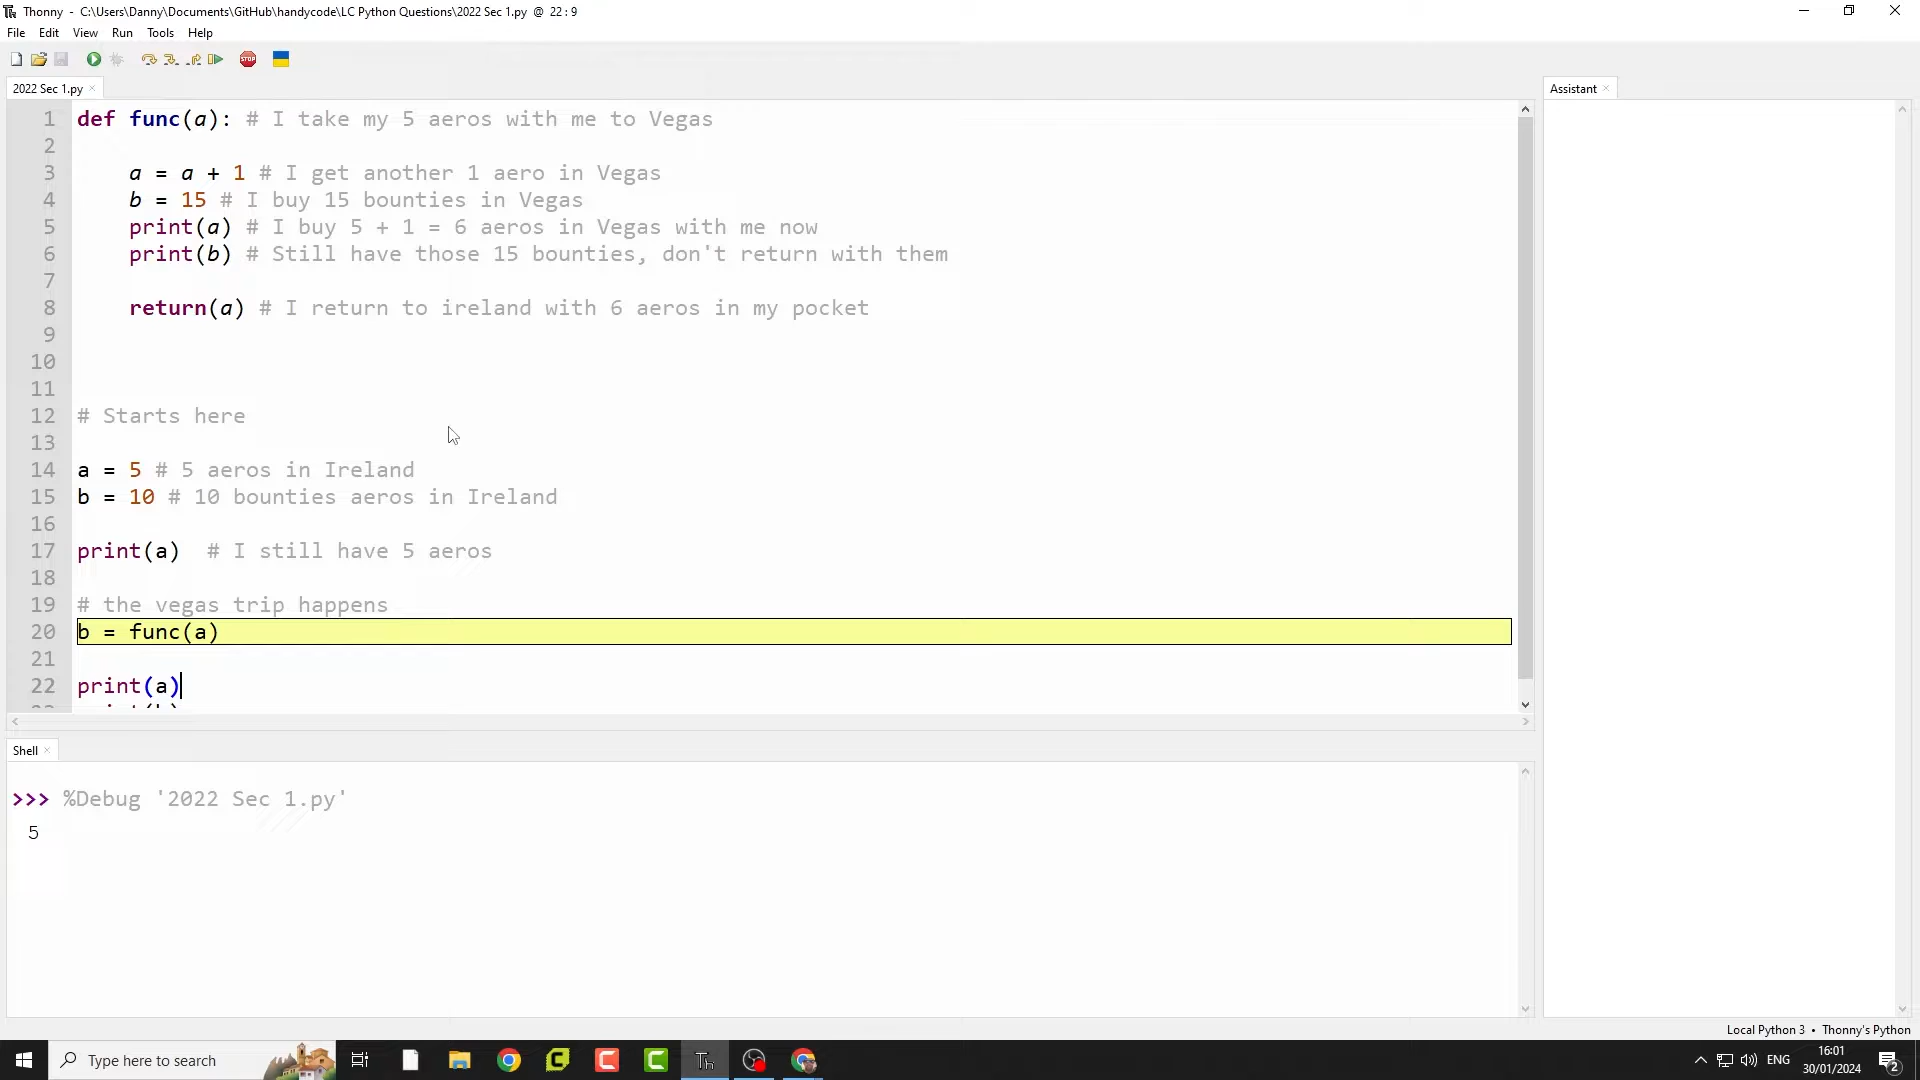 Thonny - C:\Users\Danny\Documents\GitHub\handycode\LC Python Questions\2022 Sec 1.py @ 22 : 9
File Edit View Run Tools Help
STOP
2022 Sec 1.py ×
Assistant ×
1 def func(a): # I take my 5 aeros with me to Vegas
2
3 a = a + 1 # I get another 1 aero in Vegas
4 b = 15 # I buy 15 bounties in Vegas
5 print(a) # I buy 5 + 1 = 6 aeros in Vegas with me now
6 print(b) # Still have those 15 bounties, don't return with them
7
8 return(a) # I return to ireland with 6 aeros in my pocket
9
10
11
12 # Starts here
13
14 a = 5 # 5 aeros in Ireland
15 b = 10 # 10 bounties aeros in Ireland
16
17 print(a) # I still have 5 aeros
18
19 # the vegas trip happens
20 b = func(a)
21
22 print(a)
Shell ×
>>> %Debug '2022 Sec 1.py'
5
Local Python 3 • Thonny's Python
Type here to search
ENG
16:01
30/01/2024
2